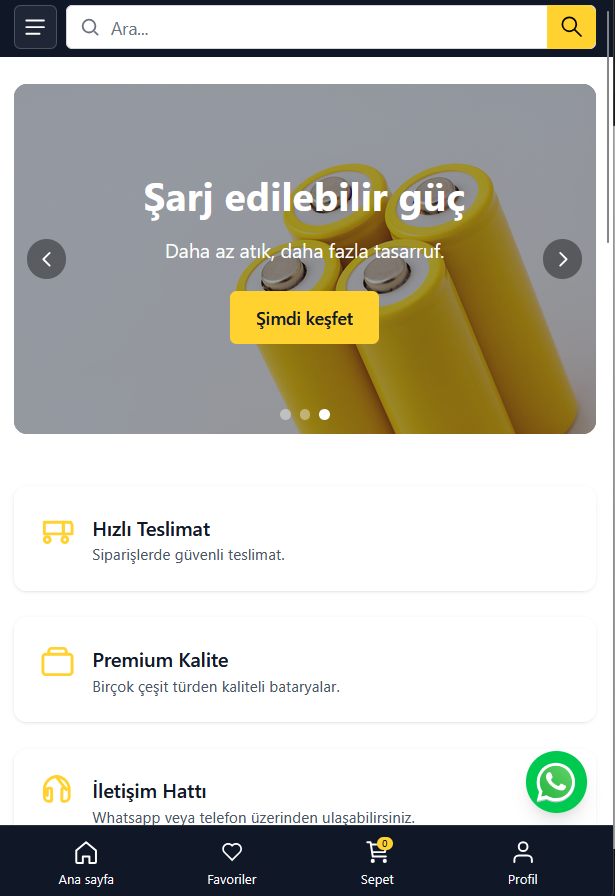 Ara...
Şarj edilebilir güç
Daha az atık, daha fazla tasarruf.
Şimdi keşfet
Hızlı Teslimat
Siparişlerde güvenli teslimat.
Premium Kalite
Birçok çeşit türden kaliteli bataryalar.
İletişim Hattı
Whatsapp veya telefon üzerinden ulaşabilirsiniz.
0
Ana sayfa
Favoriler
Sepet
Profil